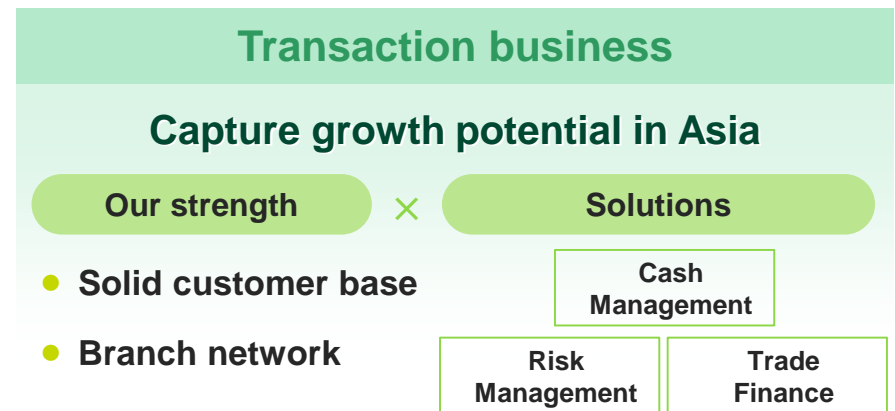 Transaction business
Capture growth potential in Asia
Our strength × Solutions
● Solid customer base
● Branch network
Cash
Management
Risk
Management
Trade
Finance